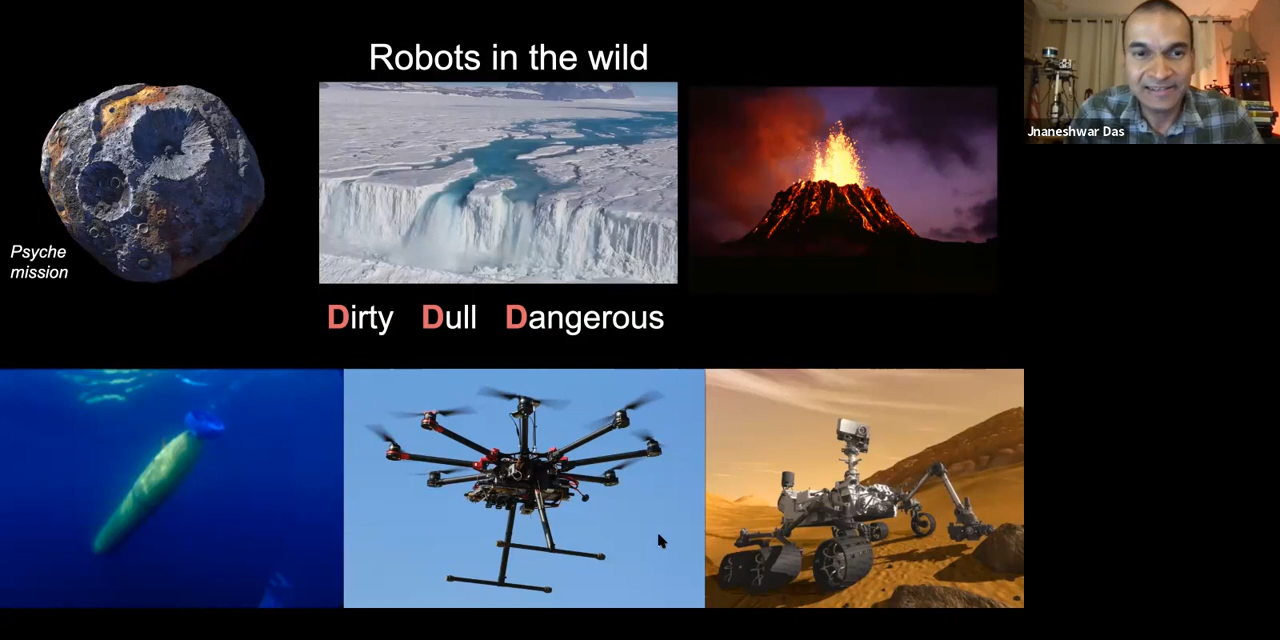 Robots in the wild
Jnaneshwar Das
Psyche
mission
Dirty Dull Dangerous